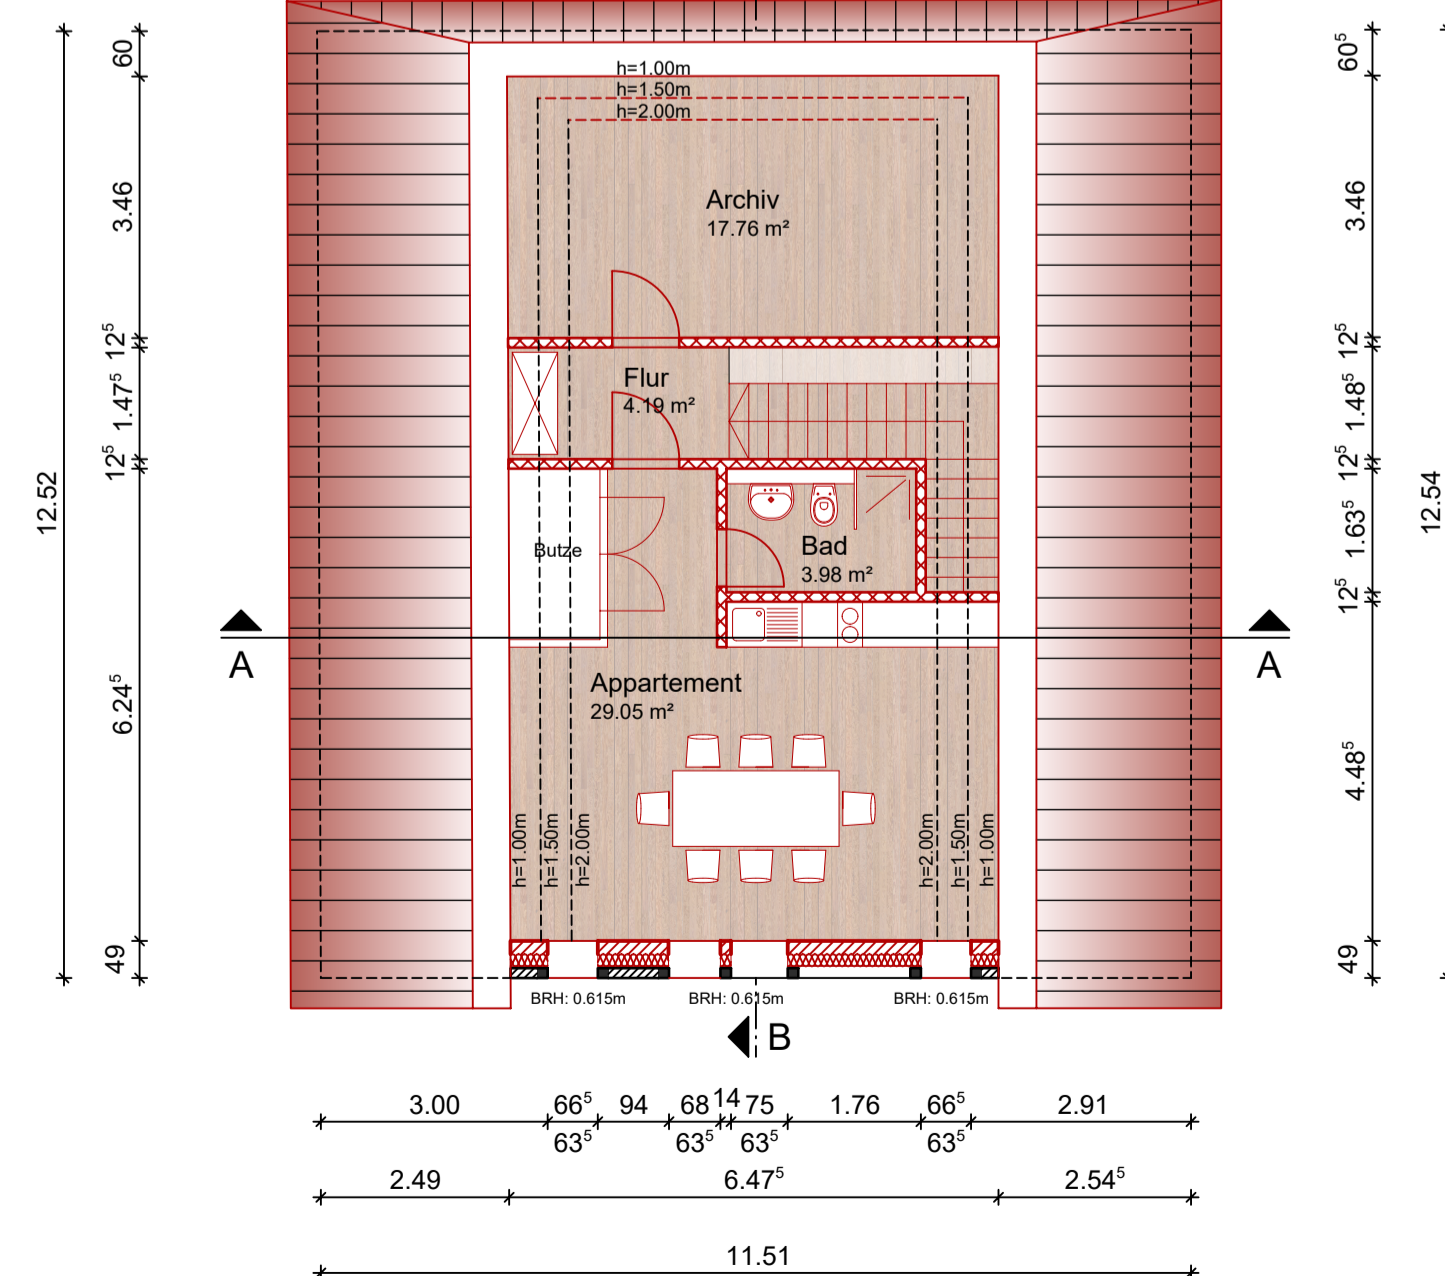 h=1.00m
h=1.50m
h=2.00m
Archiv
17.76 m²
Flur
4.19 m²
Butze
Bad
3.98 m²
A
A
Appartement
29.05 m²
h=1.00m
h=1.50m
h=2.00m
h=2.00m
h=1.50m
h=1.00m
BRH: 0.615m
BRH: 0.615m
BRH: 0.615m
B
12.52
60
3.46
12⁵
1.47⁵
12⁵
6.24⁵
49
60⁵
3.46
12⁵
1.48⁵
12⁵
1.63⁵
12⁵
4.48⁵
49
12.54
3.00 66⁵ 94 68 14 75 1.76 66⁵ 2.91
63⁵ 63⁵ 63⁵ 63⁵
2.49 6.47⁵ 2.54⁵
11.51